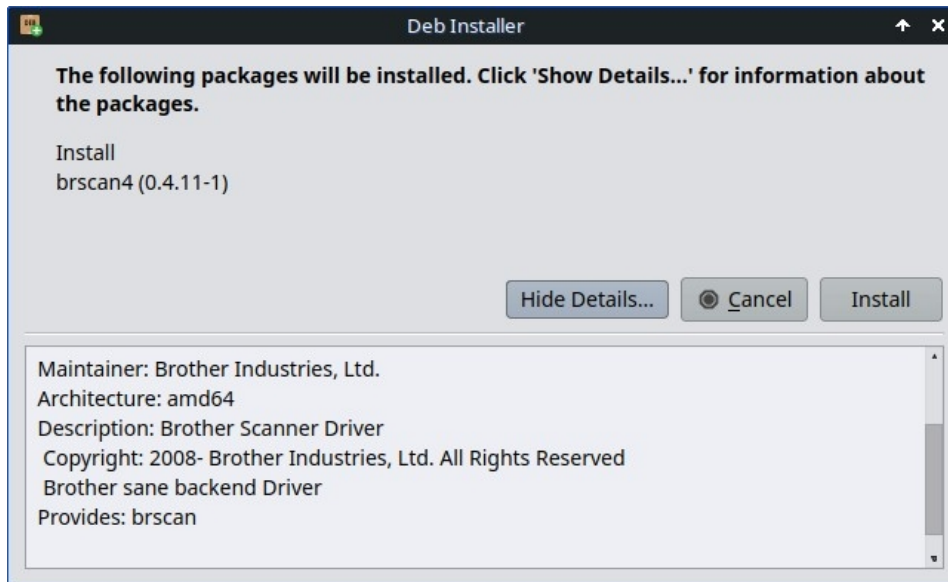 Deb Installer
The following packages will be installed. Click 'Show Details...' for information about
the packages.
Install
brscan4 (0.4.11-1)
Hide Details...
Cancel
Install
Maintainer: Brother Industries, Ltd.
Architecture: amd64
Description: Brother Scanner Driver
Copyright: 2008- Brother Industries, Ltd. All Rights Reserved
Brother sane backend Driver
Provides: brscan